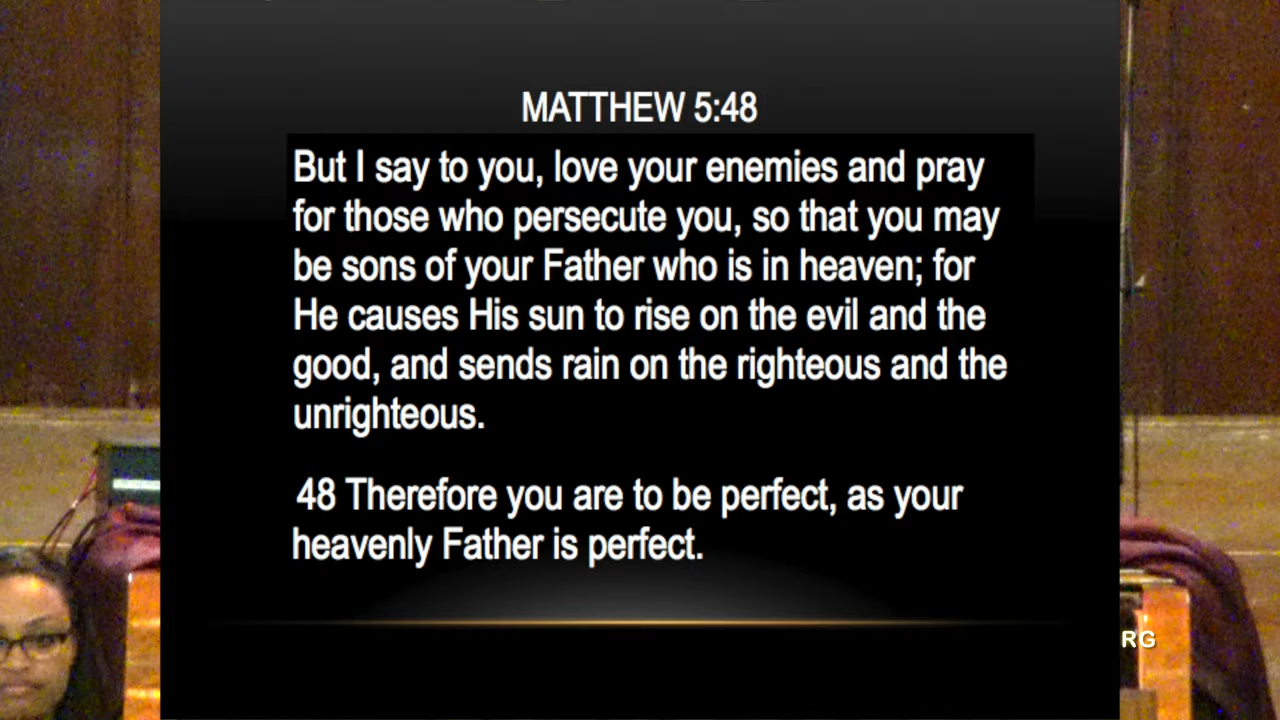 MATTHEW 5:48
But I say to you, love your enemies and pray
for those who persecute you, so that you may
be sons of your Father who is in heaven; for
He causes His sun to rise on the evil and the
good, and sends rain on the righteous and the
unrighteous.
48 Therefore you are to be perfect, as your
heavenly Father is perfect.
RG